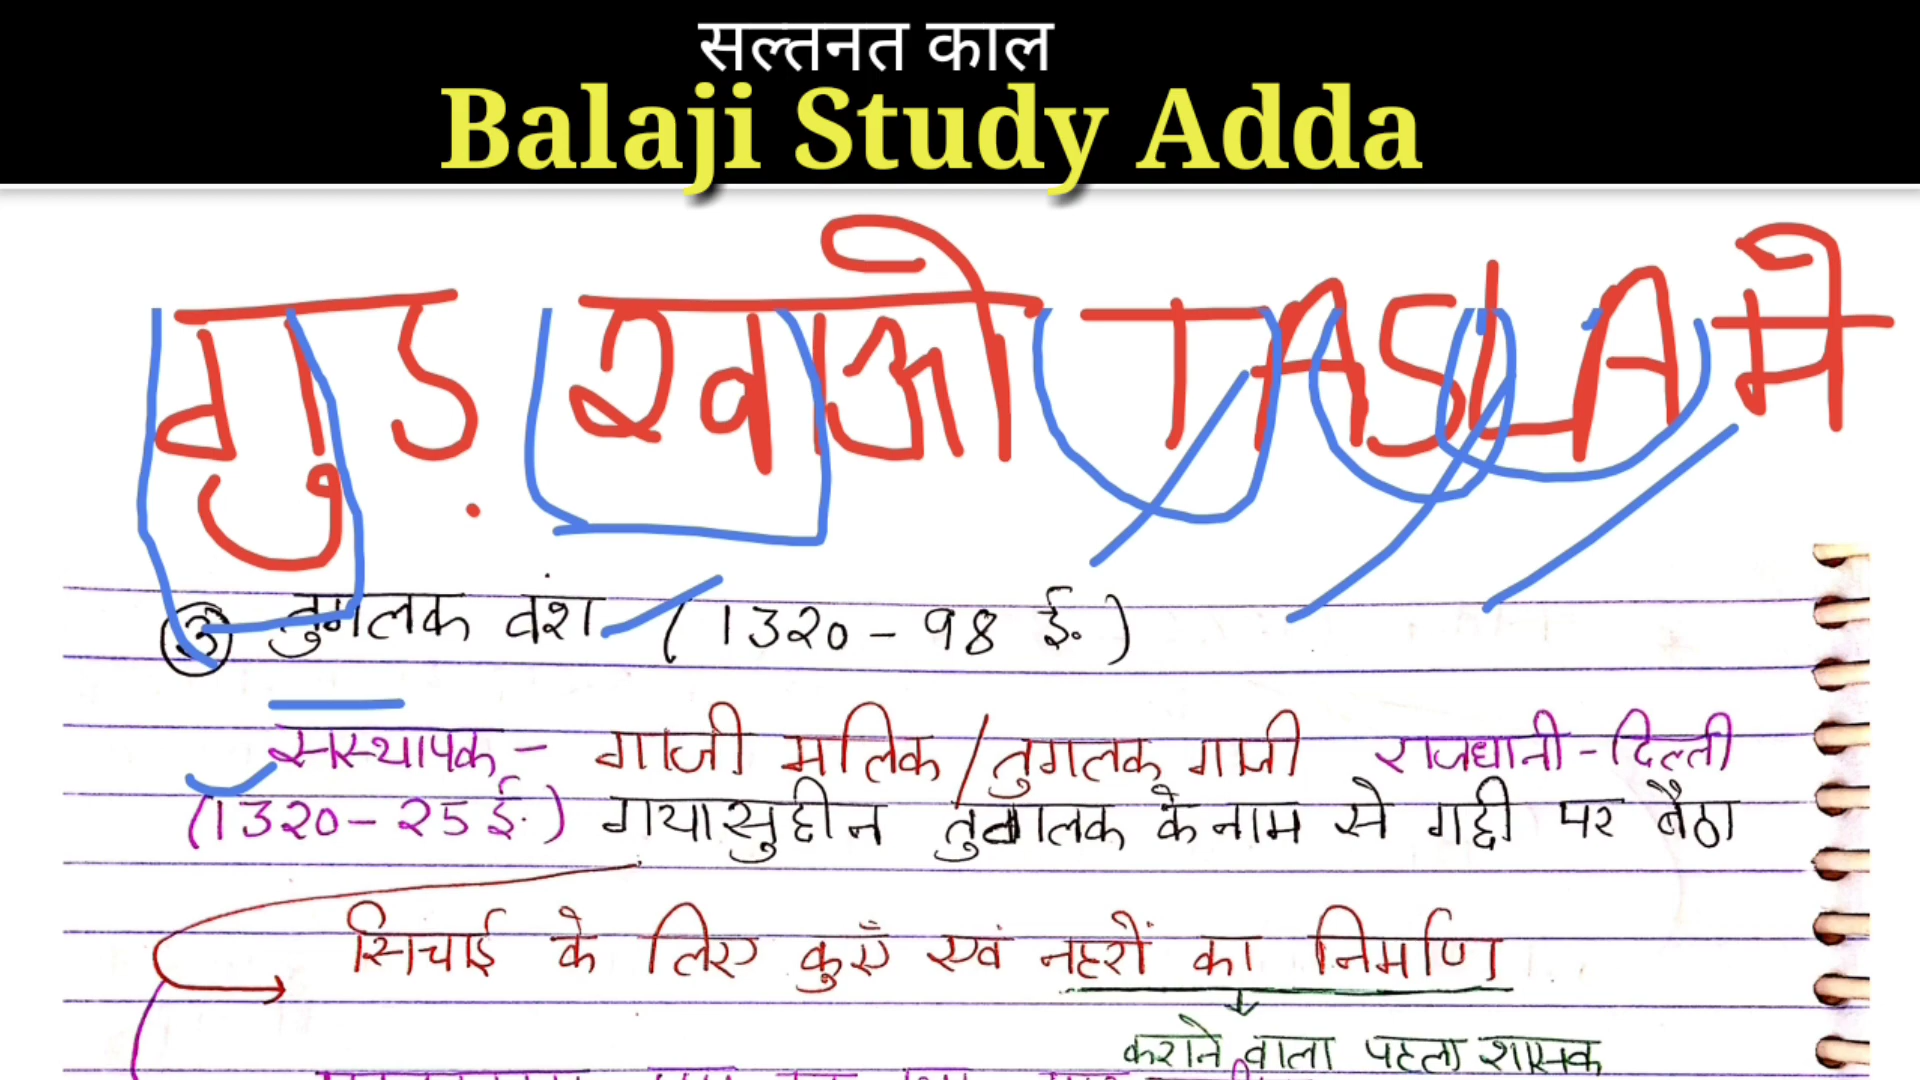 सल्तनत काल
Balaji Study Adda
गुड़ खाओ TASLA में
③ तुगलक वंश (1320 - 98 ई.)
संस्थापक - गाजी मलिक / तुगलक गाजी राजधानी - दिल्ली
(1320 - 25 ई.) गयासुद्दीन तुगलक के नाम से गद्दी पर बैठा
सिचाई के लिए कुएँ एवं नहरों का निर्माण
कराने वाला पहला शासक